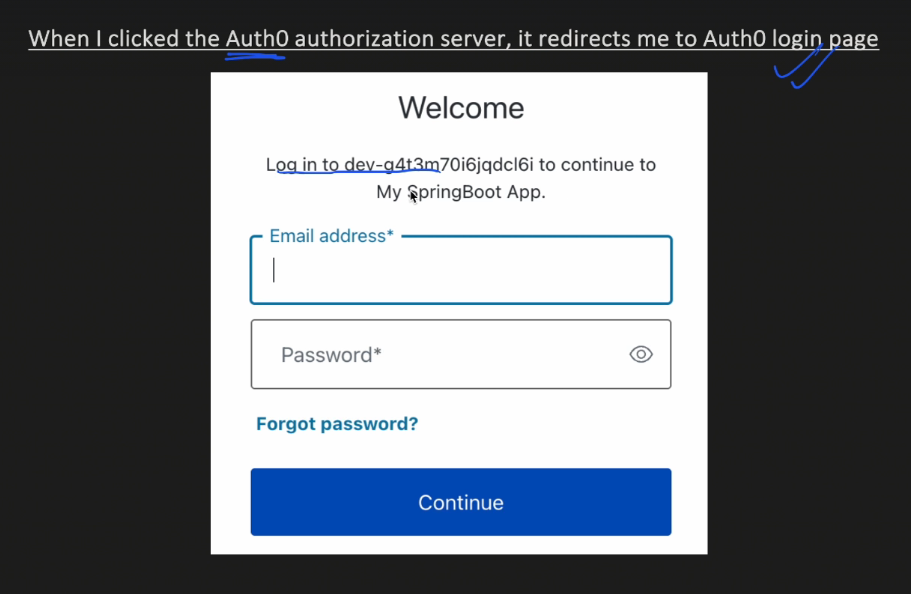 When I clicked the Auth0 authorization server, it redirects me to Auth0 login page
Welcome
Log in to dev-g4t3m70i6jqdcl6i to continue to
My SpringBoot App.
Email address*
Password*
Forgot password?
Continue